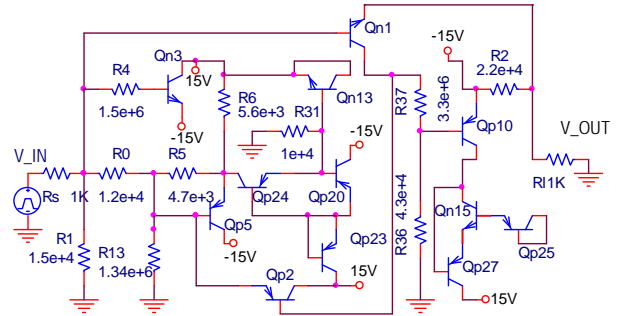 Qn1
-15V
Qn3
R4
1.5e+6
15V
-15V
R6
5.6e+3
Qn13
R31
1e+4
-15V
R37
3.3e+6
R2
2.2e+4
Qp10
V_OUT
Rl1K
V_IN
Rs 1K
R0
1.2e+4
R5
4.7e+3
Qp24
Qp20
Qp5
-15V
Qp23
15V
R36
4.3e+4
Qn15
Qp25
Qp27
15V
R1
1.5e+4
R13
1.34e+6
Qp2